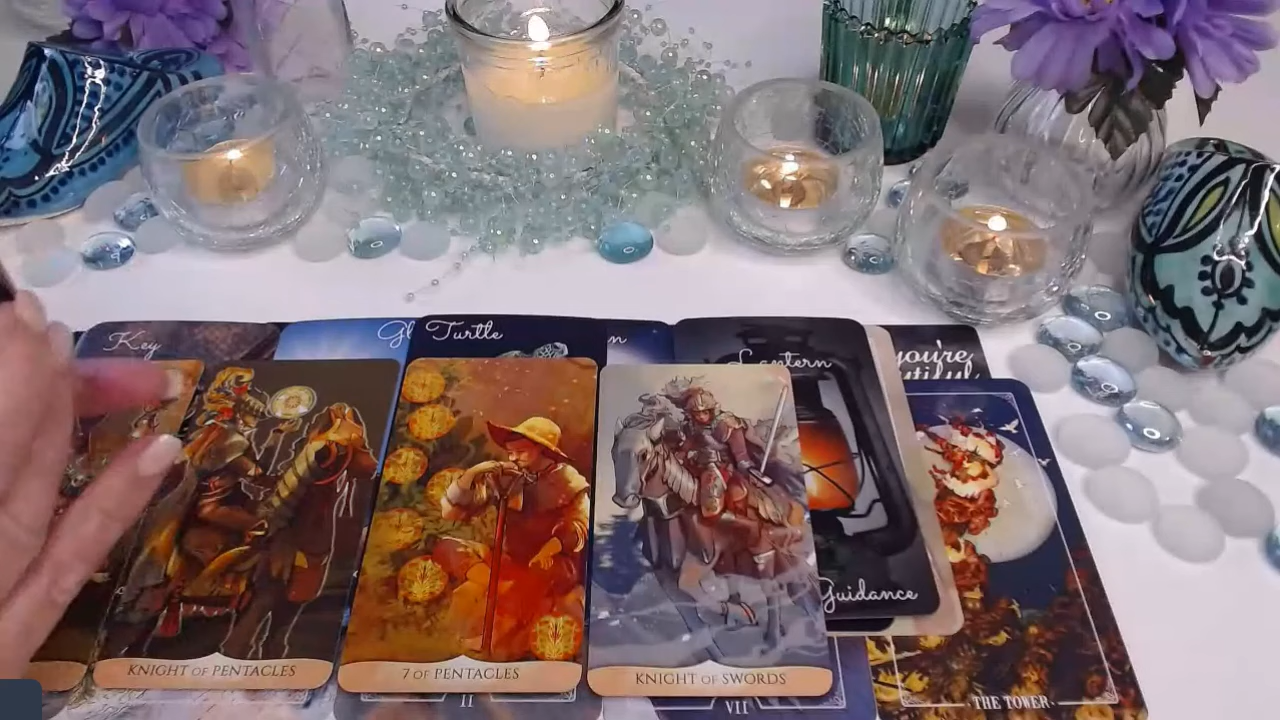 Key
Gl
Turtle
n
Lantern
you're
KNIGHT OF PENTACLES
7 OF PENTACLES
KNIGHT OF SWORDS
Guidance
II
VII
THE TOWER